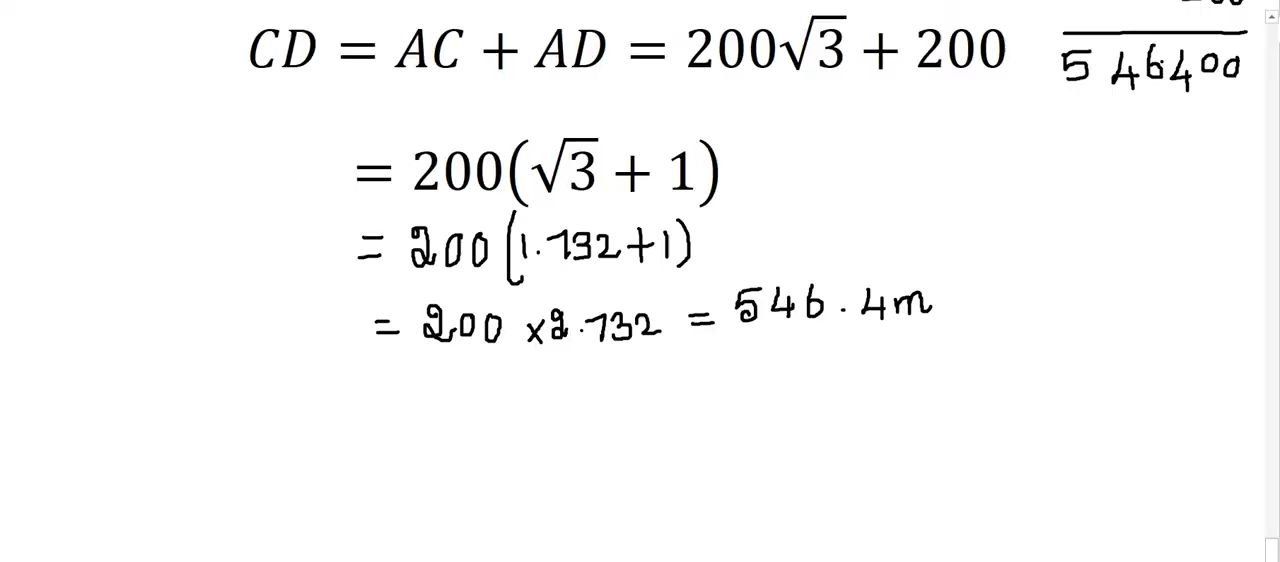 CD = AC + AD = 200√3 + 200
546400
= 200(√3 + 1)
= 200(1.732+1)
= 200 ×2.732 = 546.4m